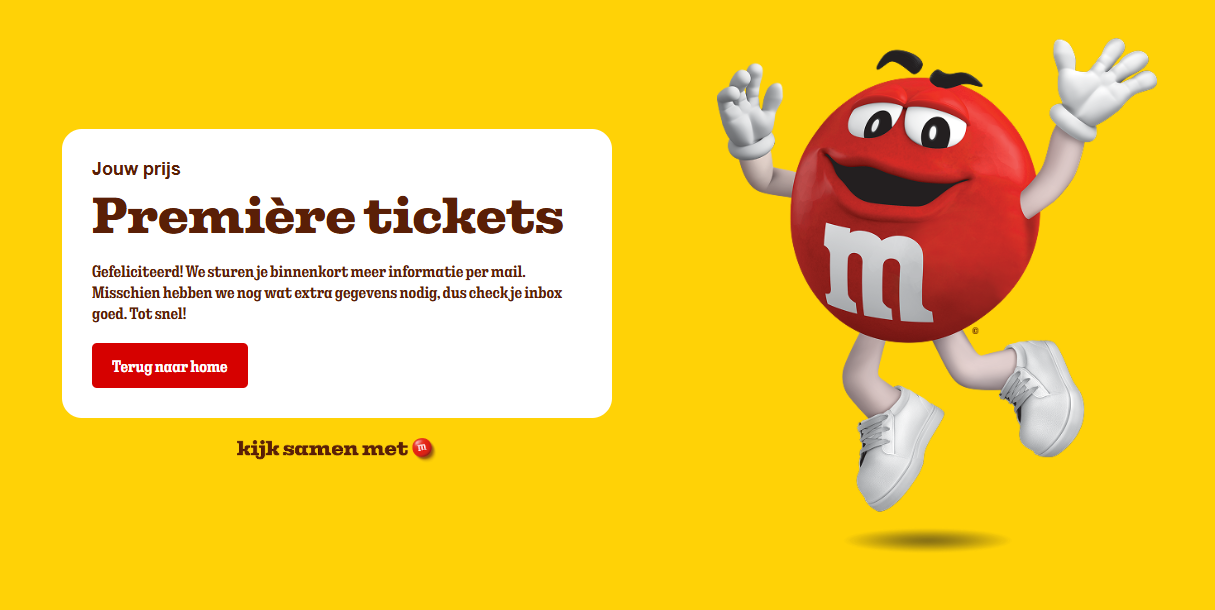 Jouw prijs
Première tickets
Gefeliciteerd! We sturen je binnenkort meer informatie per mail.
Misschien hebben we nog wat extra gegevens nodig, dus check je inbox
goed. Tot snel!
Terug naar home
kijk samen met m
m
©